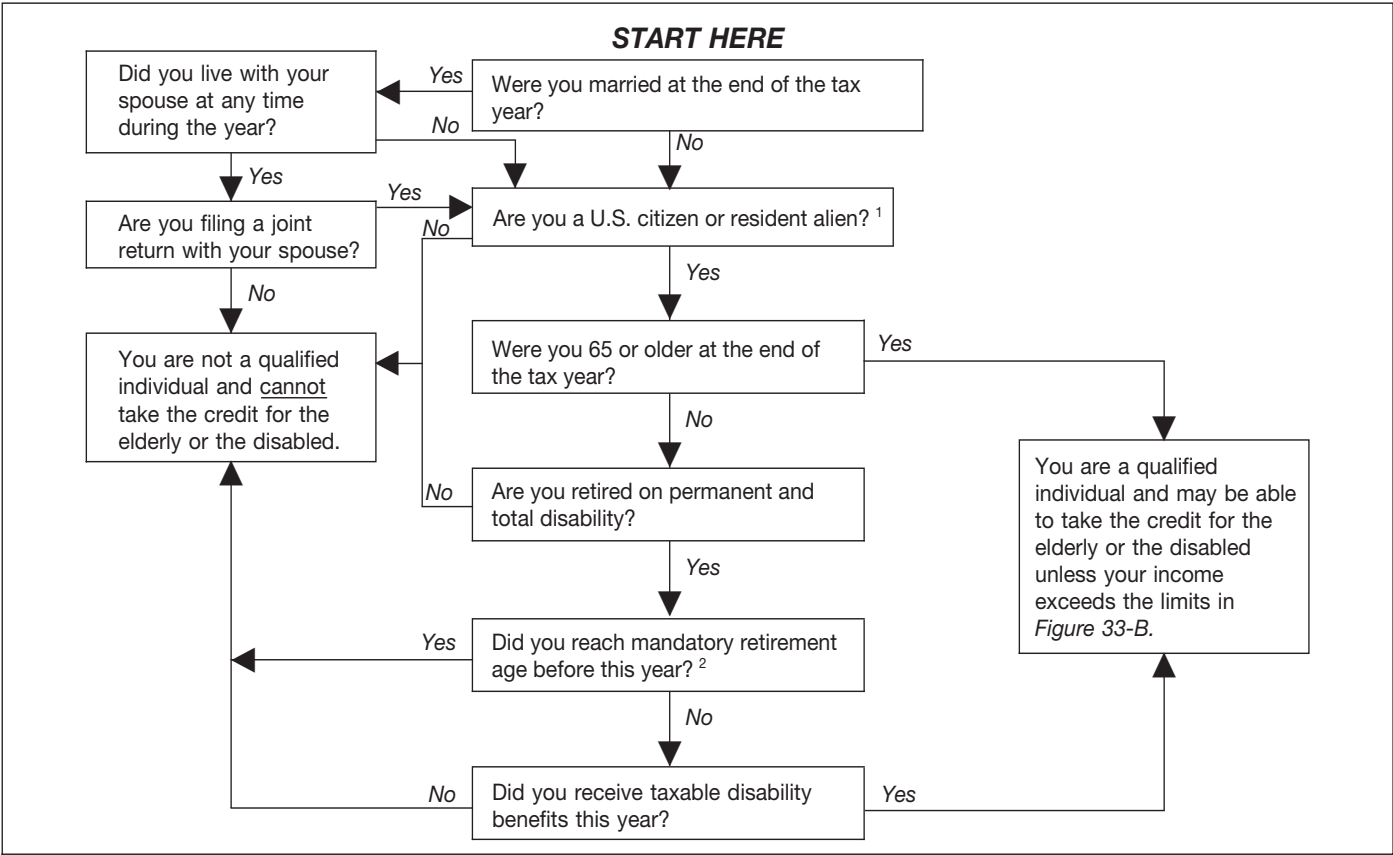 START HERE
Did you live with your
spouse at any time
during the year?
Yes
Were you married at the end of the tax
year?
No
No
Yes
Are you filing a joint
return with your spouse?
Yes
Are you a U.S. citizen or resident alien? 1
No
No
Yes
You are not a qualified
individual and cannot
take the credit for the
elderly or the disabled.
Were you 65 or older at the end of
the tax year?
Yes
No
You are a qualified
individual and may be able
to take the credit for the
elderly or the disabled
unless your income
exceeds the limits in
Figure 33-B.
No
Are you retired on permanent and
total disability?
Yes
Yes
Did you reach mandatory retirement
age before this year? 2
No
No
Did you receive taxable disability
benefits this year?
Yes